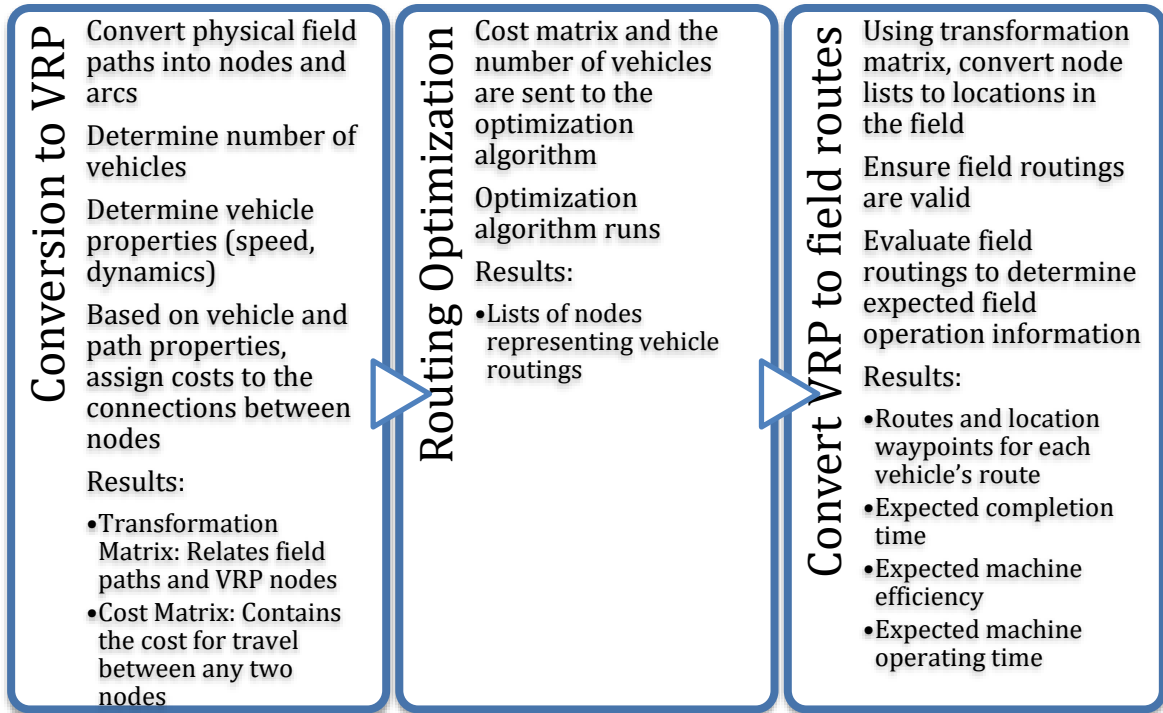 Conversion to VRP
Convert physical field
paths into nodes and
arcs
Determine number of
vehicles
Determine vehicle
properties (speed,
dynamics)
Based on vehicle and
path properties,
assign costs to the
connections between
nodes
Results:
•Transformation
Matrix: Relates field
paths and VRP nodes
•Cost Matrix: Contains
the cost for travel
between any two
nodes
Routing Optimization
Cost matrix and the
number of vehicles
are sent to the
optimization
algorithm
Optimization
algorithm runs
Results:
•Lists of nodes
representing vehicle
routings
Convert VRP to field routes
Using transformation
matrix, convert node
lists to locations in
the field
Ensure field routings
are valid
Evaluate field
routings to determine
expected field
operation information
Results:
•Routes and location
waypoints for each
vehicle’s route
•Expected completion
time
•Expected machine
efficiency
•Expected machine
operating time